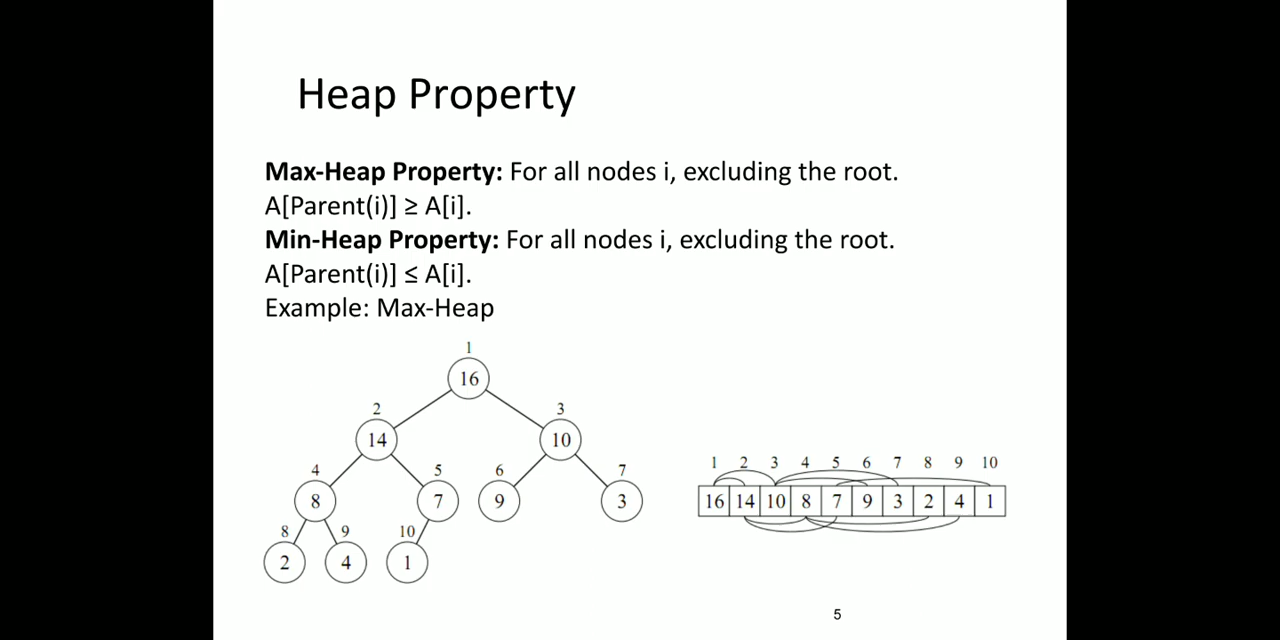 Heap Property
Max-Heap Property: For all nodes i, excluding the root.
A[Parent(i)] ≥ A[i].
Min-Heap Property: For all nodes i, excluding the root.
A[Parent(i)] ≤ A[i].
Example: Max-Heap
1
16
2 3
14 10
4 5 6 7
8 7 9 3
8 9 10
2 4 1
1 2 3 4 5 6 7 8 9 10
16 14 10 8 7 9 3 2 4 1
5